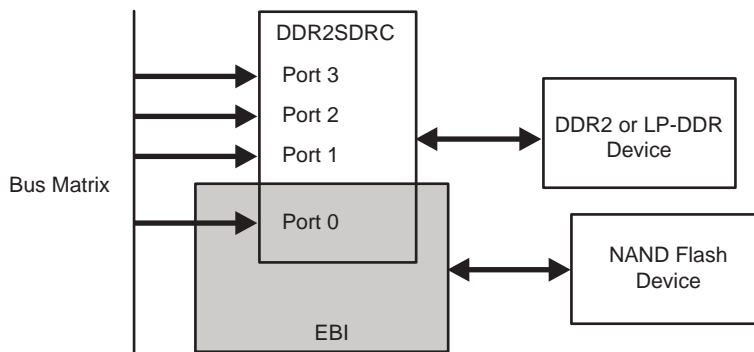 DDR2SDRC
Port 3
Port 2
Port 1
DDR2 or LP-DDR
Device
Bus Matrix
Port 0
NAND Flash
Device
EBI